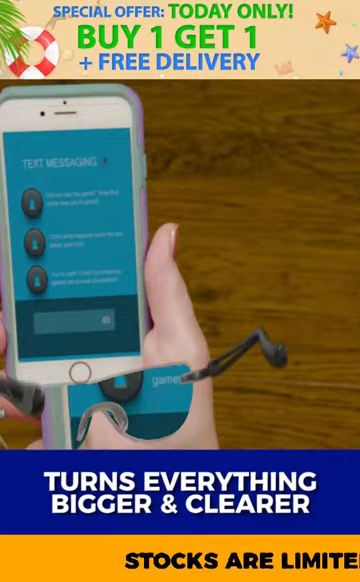 SPECIAL OFFER: TODAY ONLY!
BUY 1 GET 1
+ FREE DELIVERY
TEXT MESSAGING
game
TURNS EVERYTHING
BIGGER & CLEARER
STOCKS ARE LIMITE